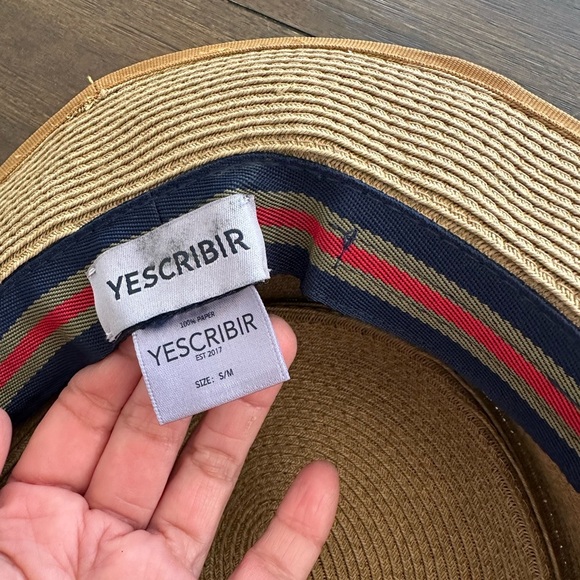 YESCRIBIR
100% PAPER
YESCRIBIR
EST 2017
SIZE: S/M